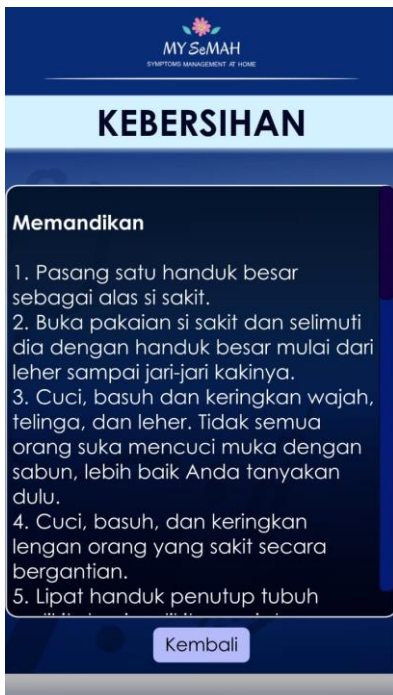 MY SeMAH
SYMPTOMS MANAGEMENT AT HOME
KEBERSIHAN
Memandikan
1. Pasang satu handuk besar
sebagai alas si sakit.
2. Buka pakaian si sakit dan selimuti
dia dengan handuk besar mulai dari
leher sampai jari-jari kakinya.
3. Cuci, basuh dan keringkan wajah,
telinga, dan leher. Tidak semua
orang suka mencuci muka dengan
sabun, lebih baik Anda tanyakan
dulu.
4. Cuci, basuh, dan keringkan
lengan orang yang sakit secara
bergantian.
5. Lipat handuk penutup tubuh
Kembali